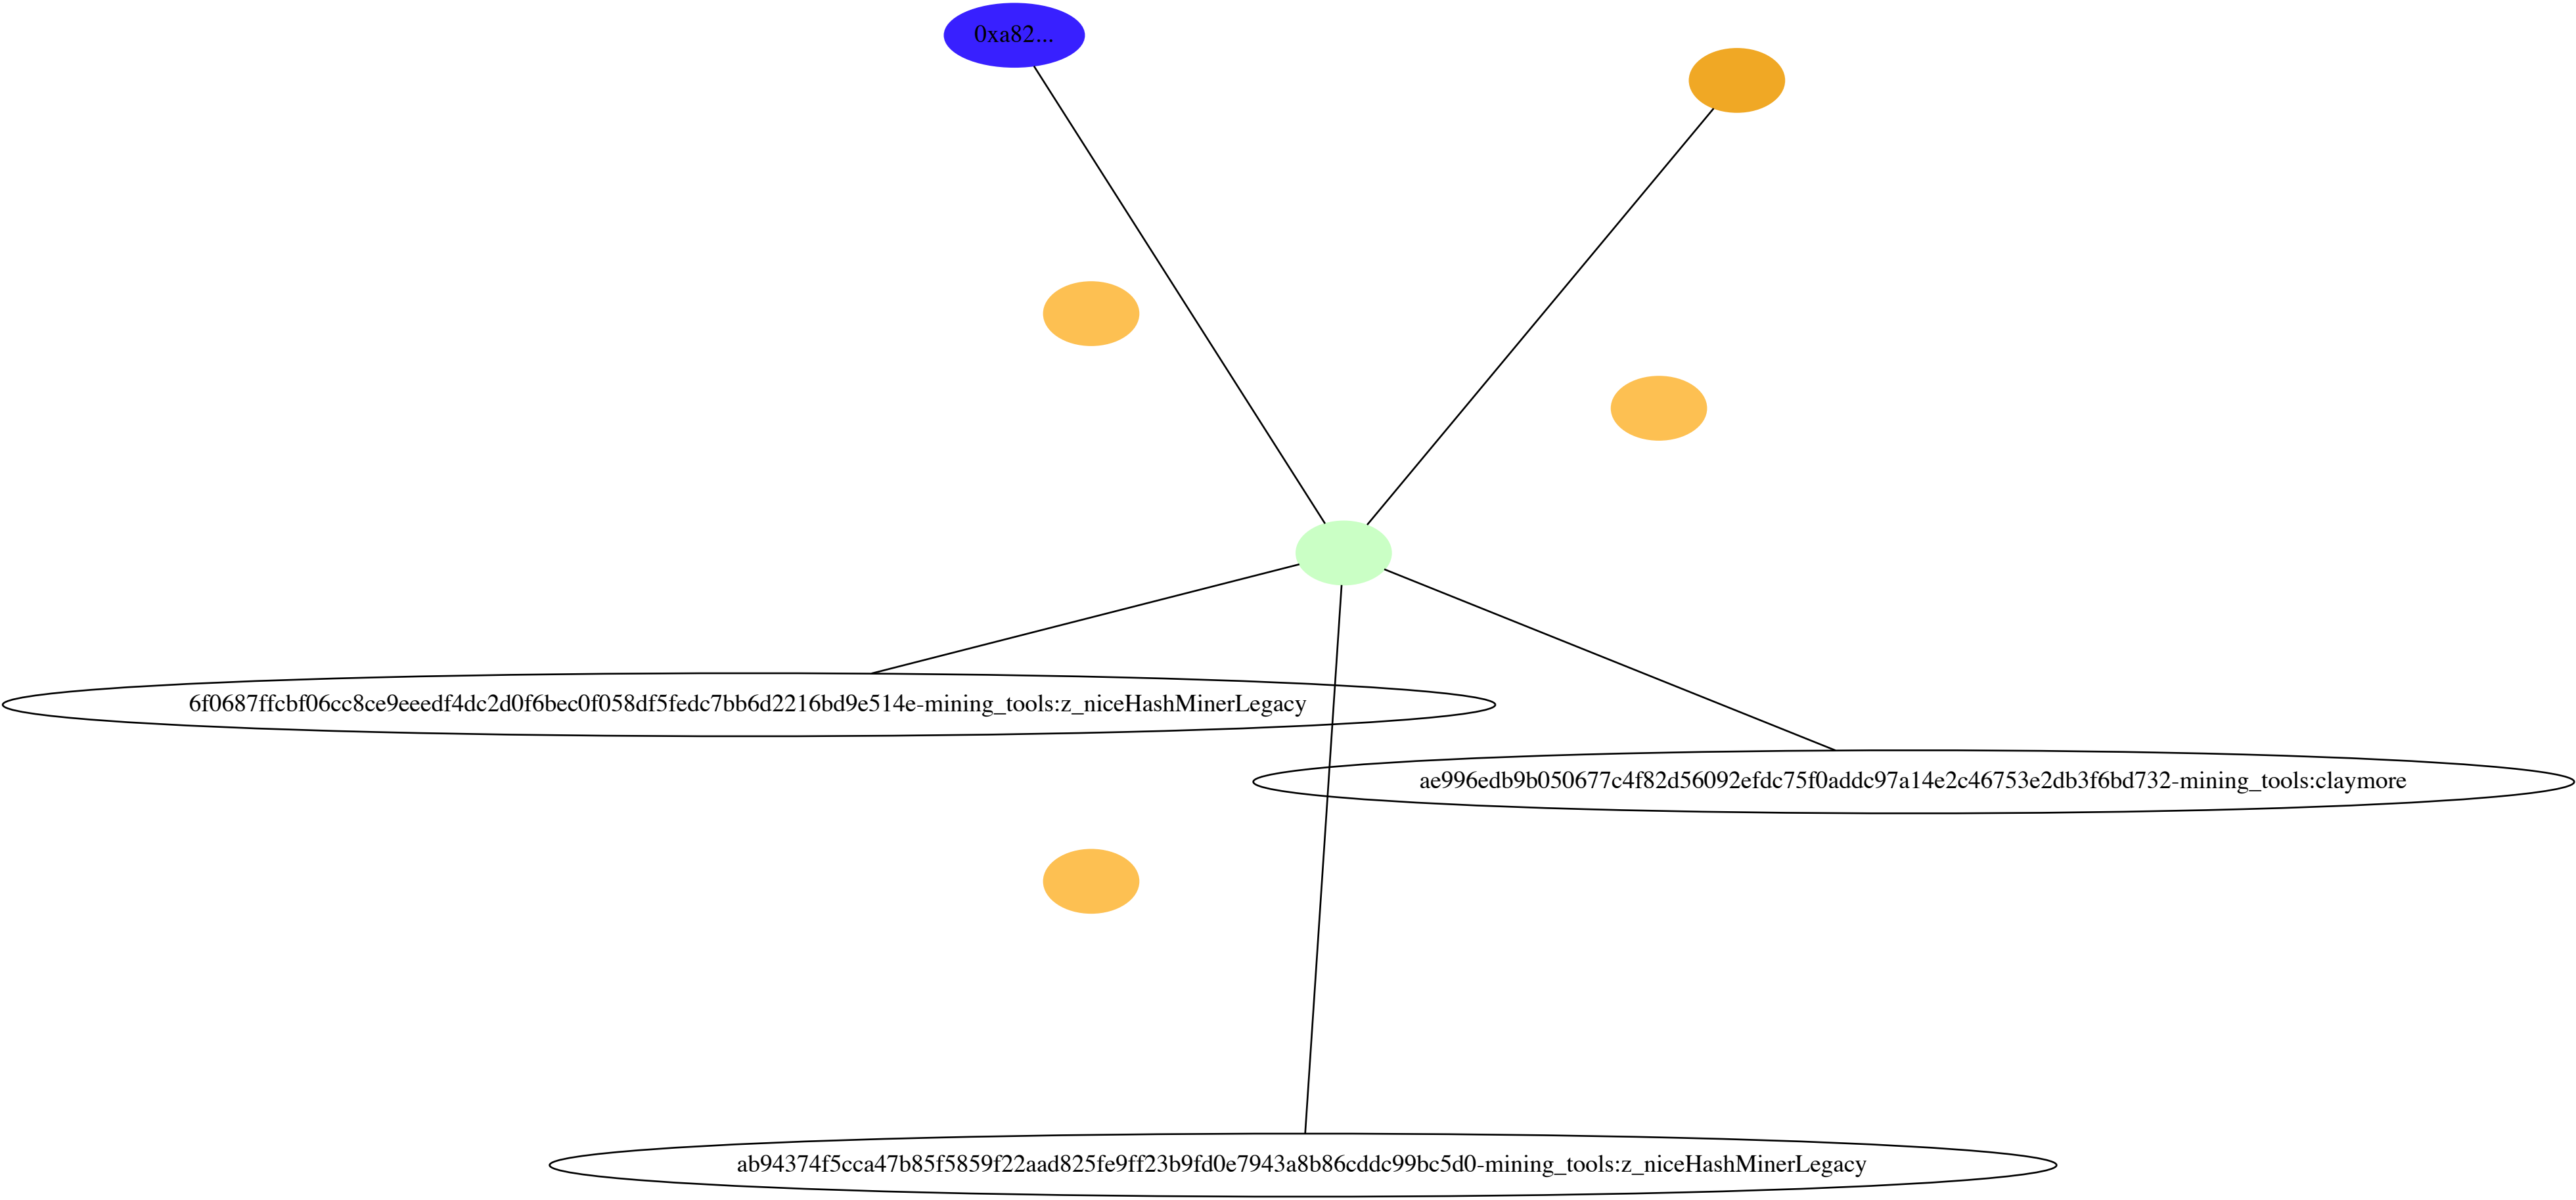 0xa82...
6f0687ffcbf06cc8ce9eeedf4dc2d0f6bec0f058df5fedc7bb6d2216bd9e514e-mining_tools:z_niceHashMinerLegacy
ae996edb9b050677c4f82d56092efdc75f0addc97a14e2c46753e2db3f6bd732-mining_tools:claymore
ab94374f5cca47b85f5859f22aad825fe9ff23b9fd0e7943a8b86cddc99bc5d0-mining_tools:z_niceHashMinerLegacy